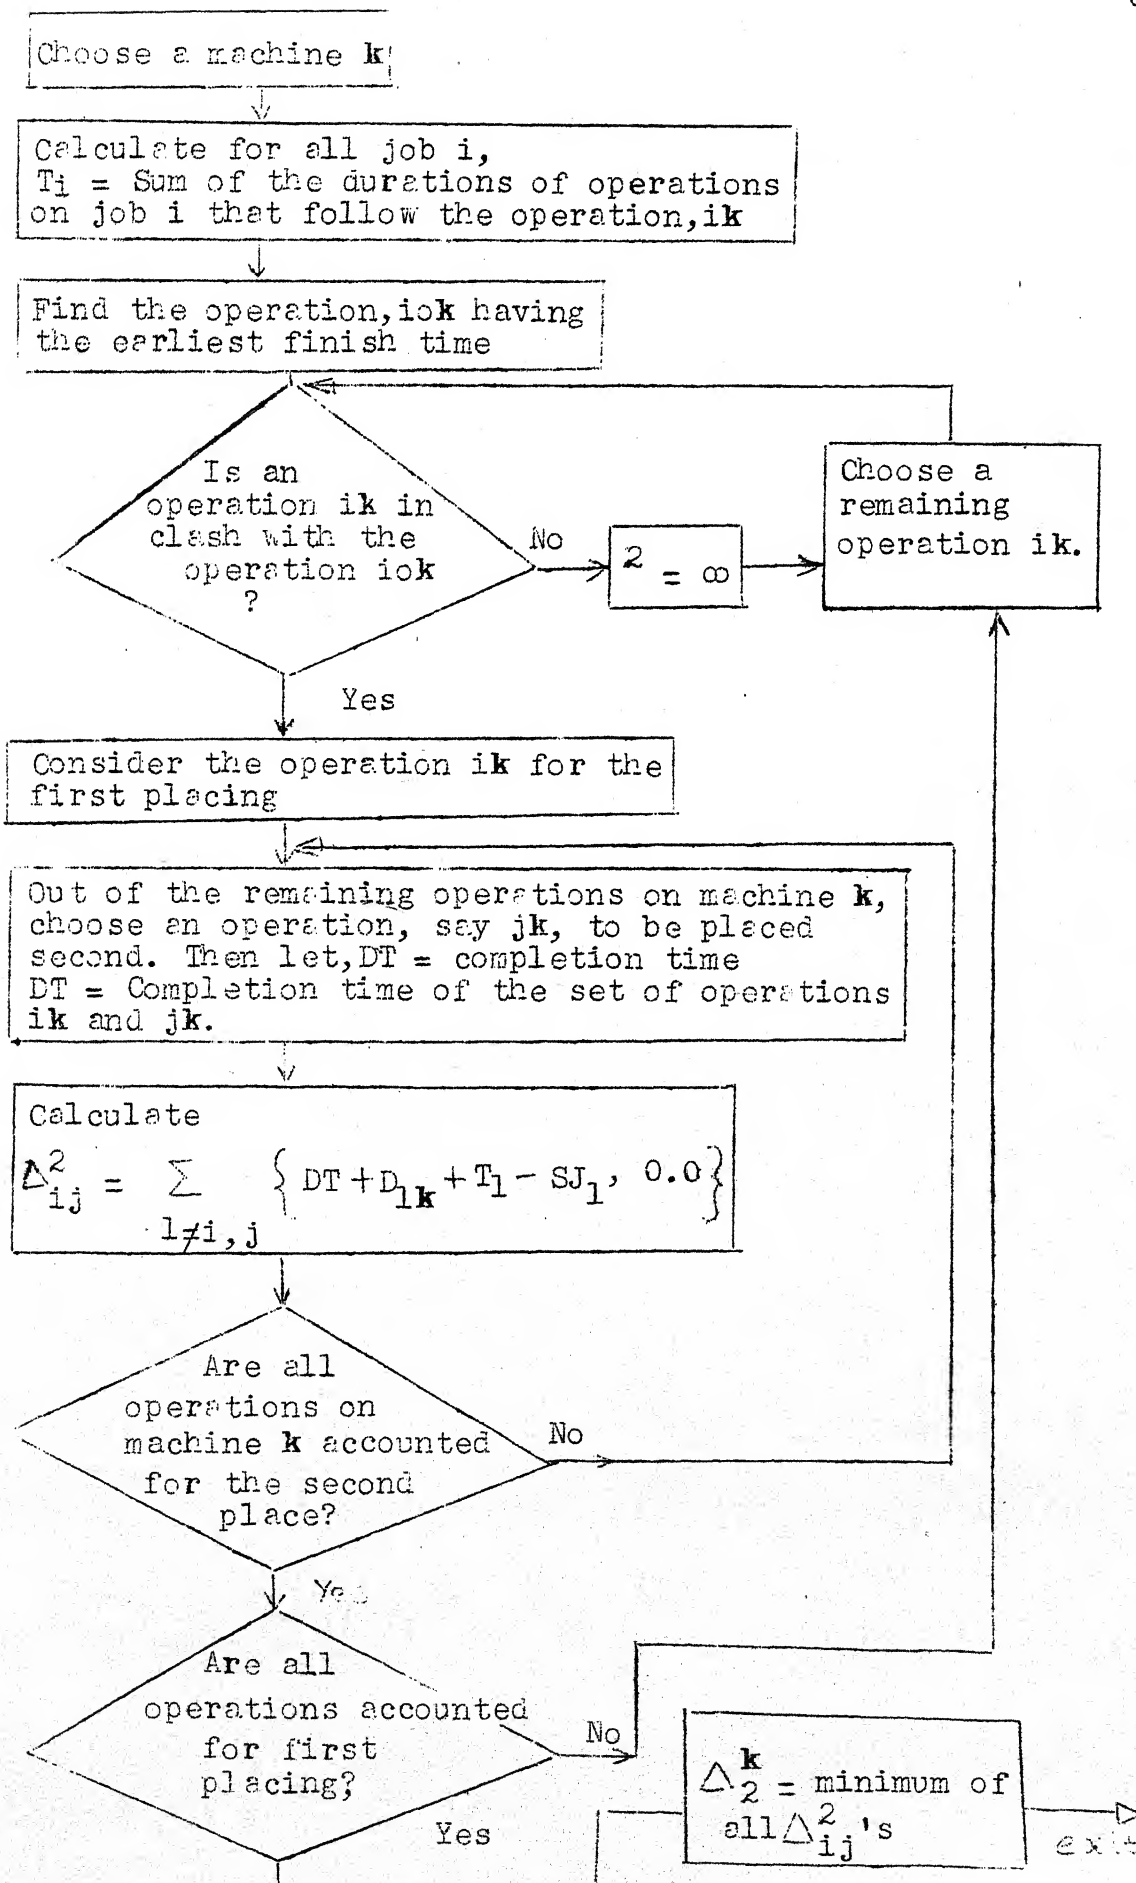 Choose a machine k
Calculate for all job i,
Ti = Sum of the durations of operations
on job i that follow the operation,ik
Find the operation,iok having
the earliest finish time
Is an
operation ik in
clash with the
operation iok
?
No
2 = ∞
Choose a
remaining
operation ik.
Yes
Consider the operation ik for the
first placing
Out of the remaining operations on machine k,
choose an operation, say jk, to be placed
second. Then let,DT = completion time
DT = Completion time of the set of operations
ik and jk.
Calculate
Δ²ij = Σ { DT + Dlk + Tl - SJl, 0.0 }
l≠i,j
Are all
operations on
machine k accounted
for the second
place?
No
Yes
Are all
operations accounted
for first
placing?
No
Yes
Δ₂ᵏ = minimum of
all Δ²ij's
exit